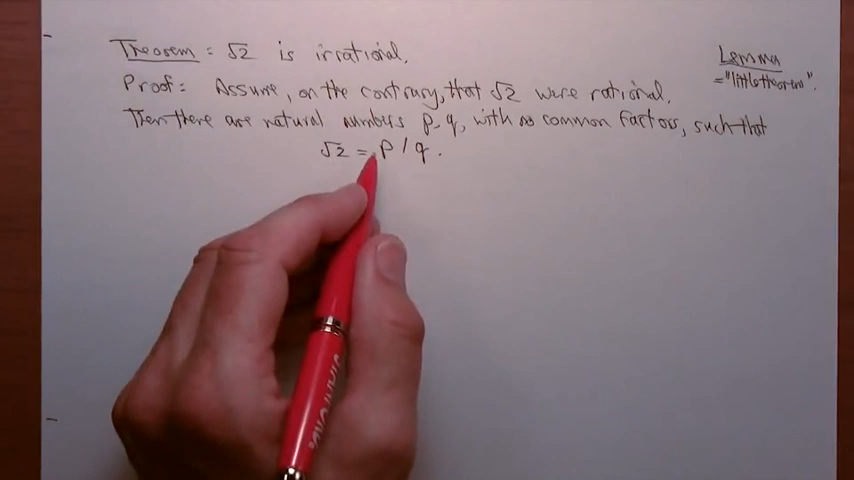 Theorem: √2 is irrational.
Proof: Assume, on the contrary, that √2 were rational.
Then there are natural numbers p, q, with no common factors, such that
√2 = p / q.
Lemma
= "little theorem".